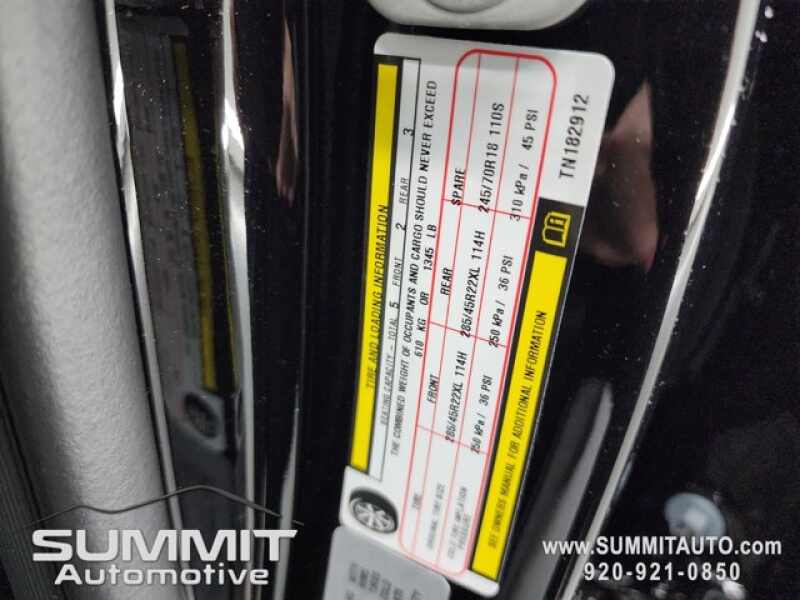 TIRE AND LOADING INFORMATION
SEATING CAPACITY - TOTAL 5 FRONT 2 REAR 3
THE COMBINED WEIGHT OF OCCUPANTS AND CARGO SHOULD NEVER EXCEED
610 KG OR 1345 LB
TIRE FRONT REAR SPARE
ORIGINAL TIRE SIZE 285/45R22XL 114H 285/45R22XL 114H 245/70R18 110S
COLD TIRE INFLATION PRESSURE 250 kPa / 36 PSI 250 kPa / 36 PSI 310 kPa / 45 PSI
SEE OWNERS MANUAL FOR ADDITIONAL INFORMATION
TN182912
SUMMIT
Automotive
www.SUMMITAUTO.com
920-921-0850